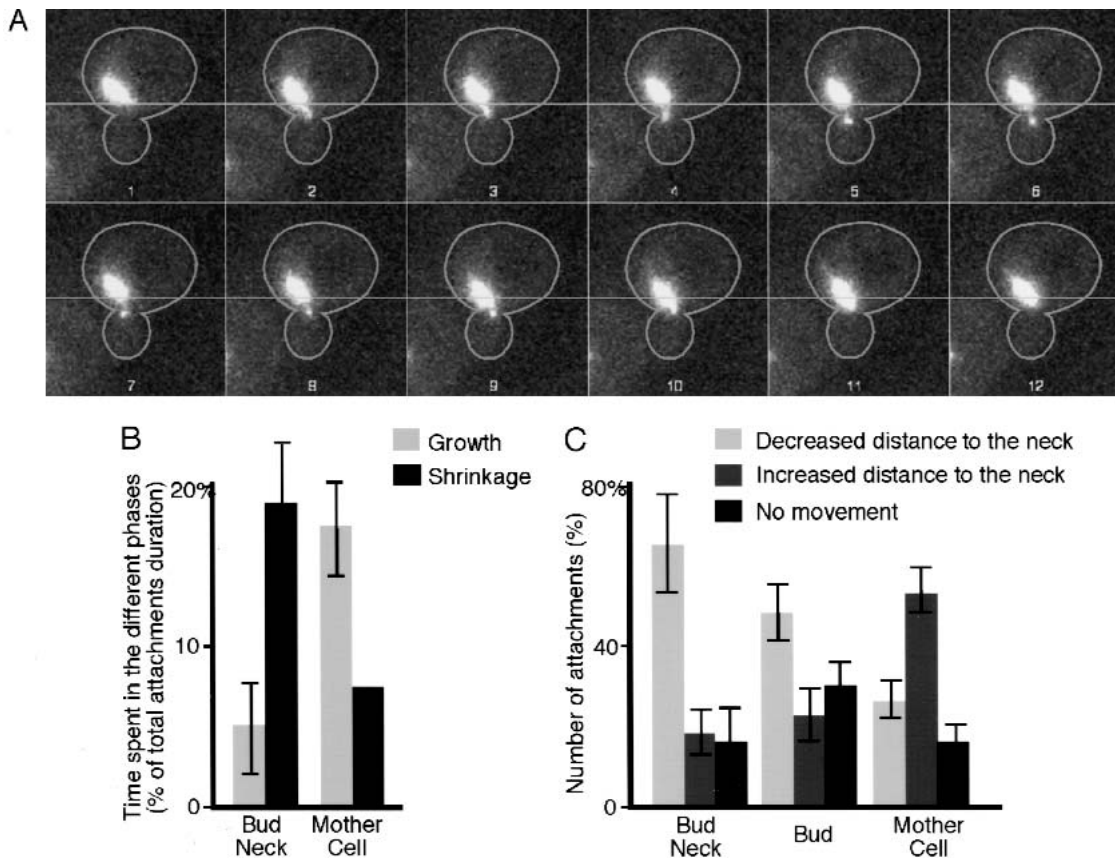 A
1 2 3 4 5 6
7 8 9 10 11 12
B
Growth
Shrinkage
Time spent in the different phases
(% of total attachments duration)
20%
10
0
Bud
Neck
Mother
Cell
C
Decreased distance to the neck
Increased distance to the neck
No movement
Number of attachments (%)
80%
40
0
Bud
Neck
Bud
Mother
Cell